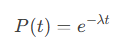 P(t) = e^{-λt}